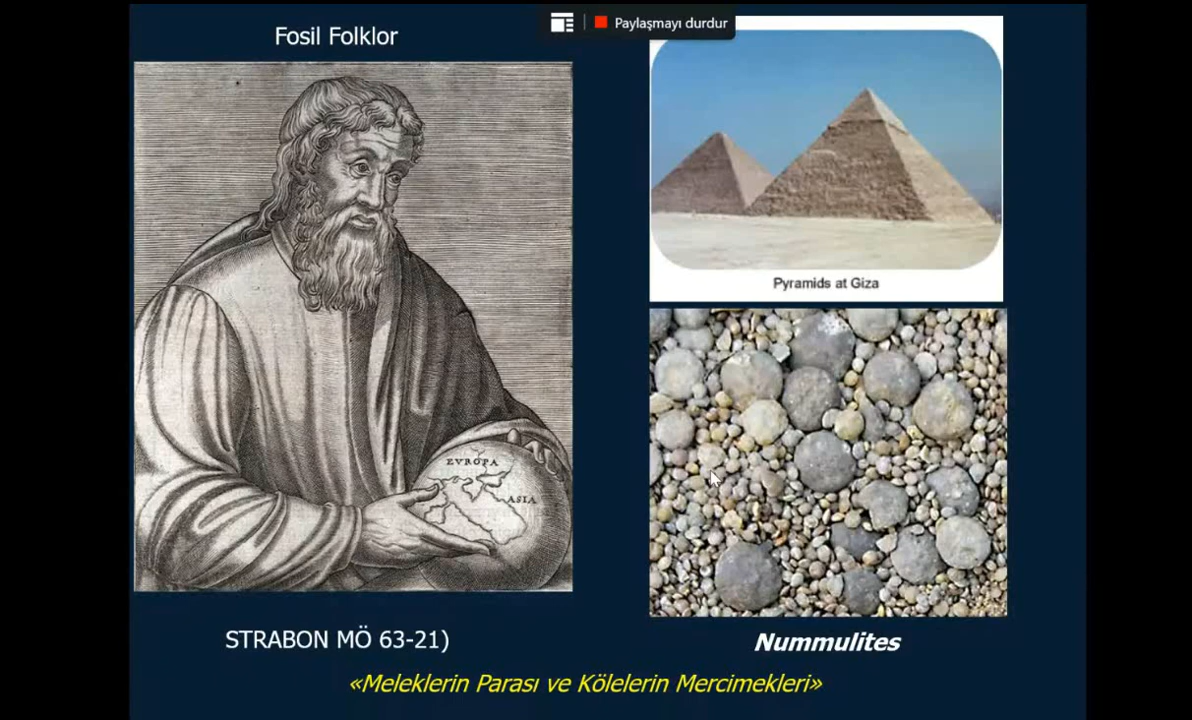 Paylaşmayı durdur
Fosil Folklor
Pyramids at Giza
EVROPA
ASIA
STRABON MÖ 63-21)
Nummulites
«Meleklerin Parası ve Kölelerin Mercimekleri»